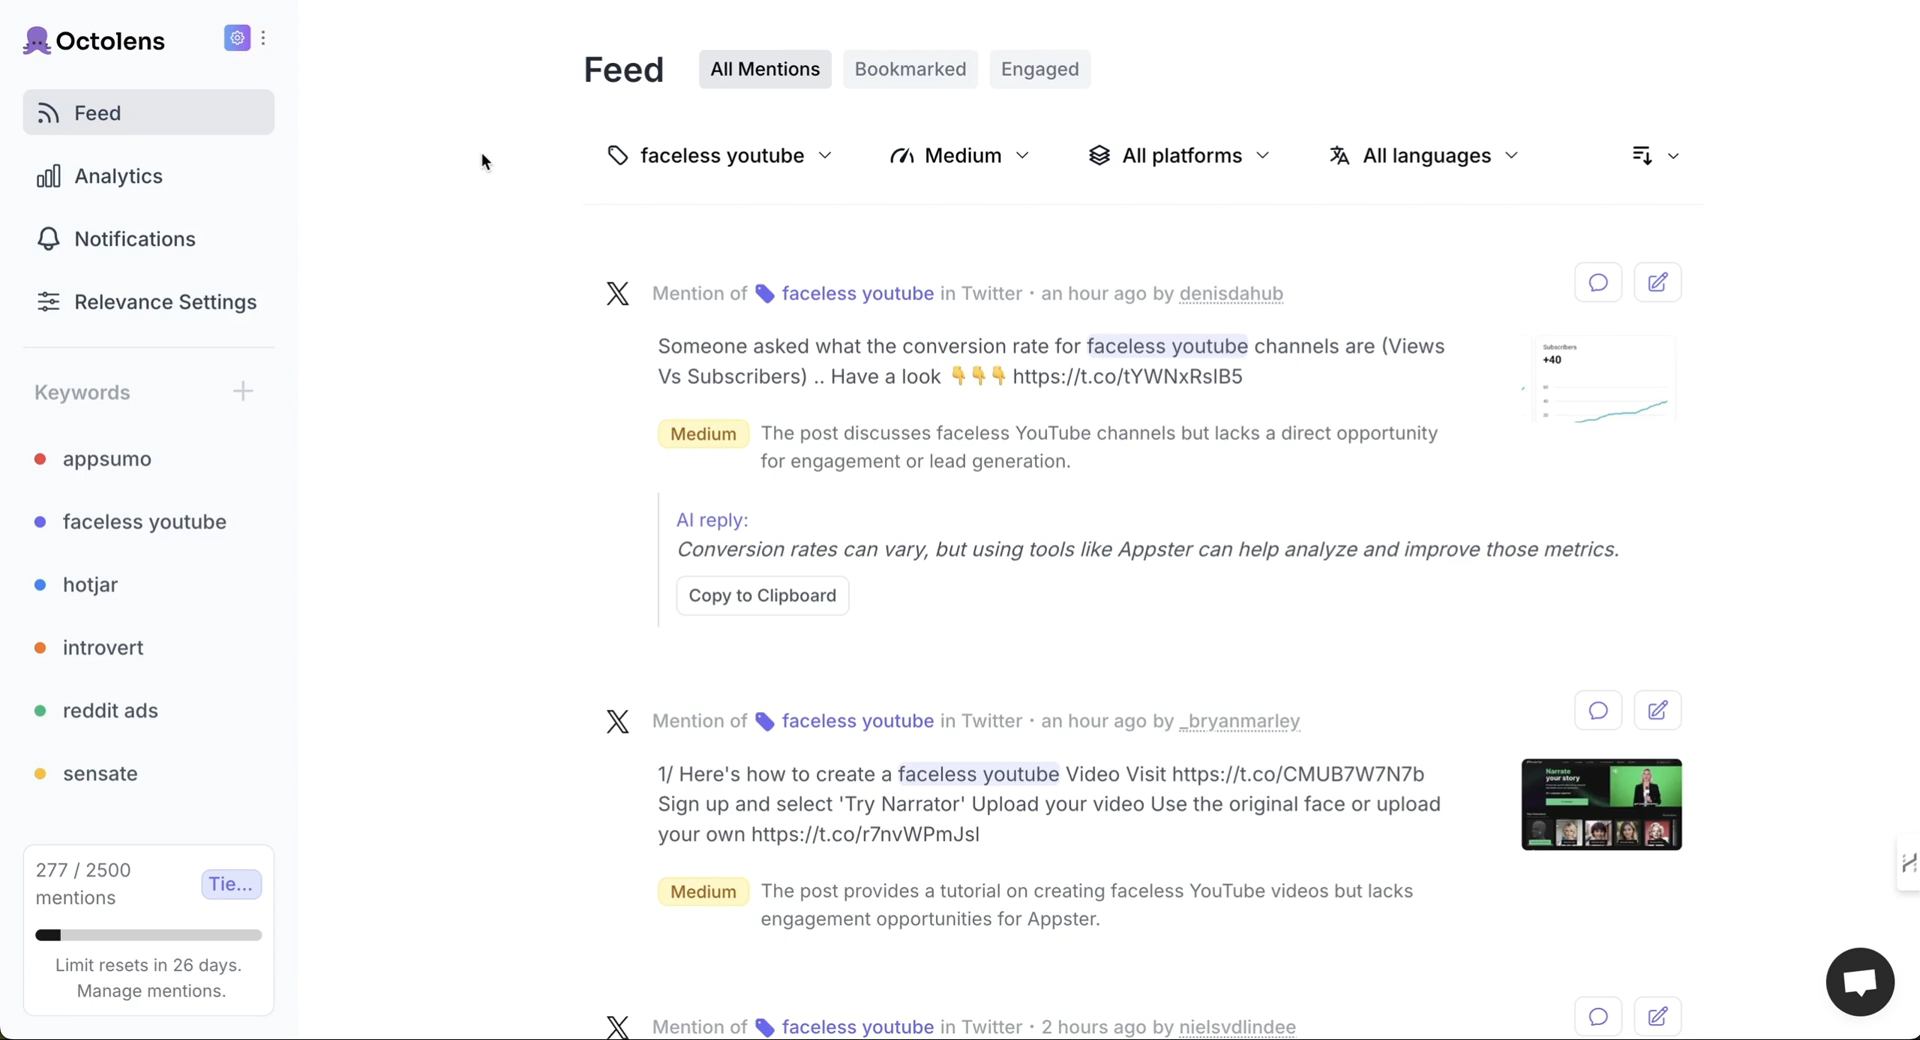 Octolens
Feed
Analytics
Notifications
Relevance Settings
Keywords
appsumo
faceless youtube
hotjar
introvert
reddit ads
sensate
277 / 2500
mentions
Tie...
Limit resets in 26 days.
Manage mentions.
Feed
All Mentions
Bookmarked
Engaged
faceless youtube
Medium
All platforms
All languages
Mention of faceless youtube in Twitter · an hour ago by denisdahub
Someone asked what the conversion rate for faceless youtube channels are (Views
Vs Subscribers) .. Have a look 👇👇👇 https://t.co/tYWNxRsIB5
Subscribers
+40
60
40
20
Medium
The post discusses faceless YouTube channels but lacks a direct opportunity
for engagement or lead generation.
AI reply:
Conversion rates can vary, but using tools like Appster can help analyze and improve those metrics.
Copy to Clipboard
Mention of faceless youtube in Twitter · an hour ago by _bryanmarley
1/ Here's how to create a faceless youtube Video Visit https://t.co/CMUB7W7N7b
Sign up and select 'Try Narrator' Upload your video Use the original face or upload
your own https://t.co/r7nvWPmJsI
Narrate
your story
Medium
The post provides a tutorial on creating faceless YouTube videos but lacks
engagement opportunities for Appster.
Mention of faceless youtube in Twitter · 2 hours ago by nielsvdlindee